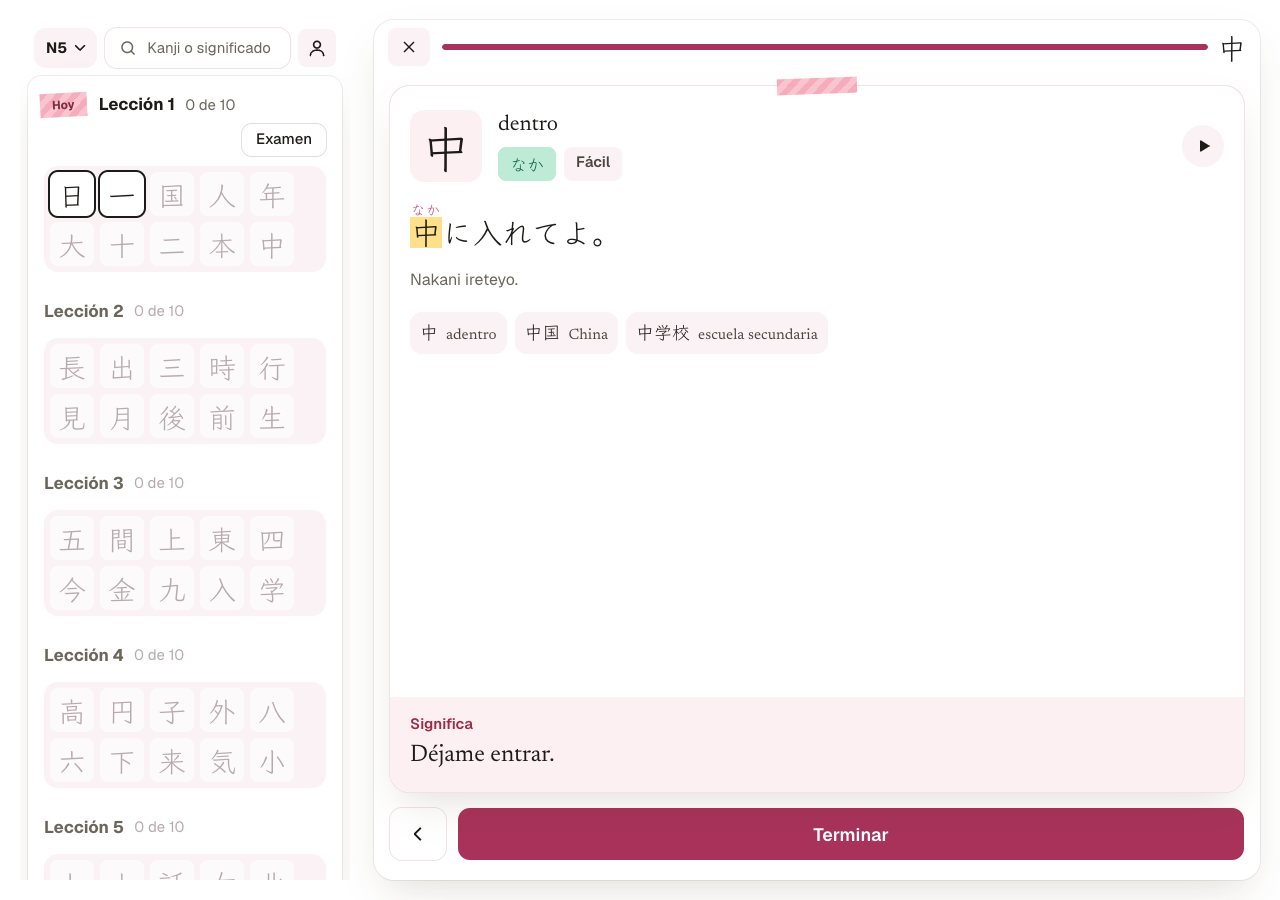 N5
Kanji o significado
Hoy
Lección 1 0 de 10
Examen
日 一 国 人 年
大 十 二 本 中
Lección 2 0 de 10
長 出 三 時 行
見 月 後 前 生
Lección 3 0 de 10
五 間 上 東 四
今 金 九 入 学
Lección 4 0 de 10
高 円 子 外 八
六 下 来 気 小
Lección 5 0 de 10
中
中
dentro
なか Fácil
なか
中に入れてよ。
Nakani ireteyo.
中 adentro 中国 China 中学校 escuela secundaria
Significa
Déjame entrar.
Terminar